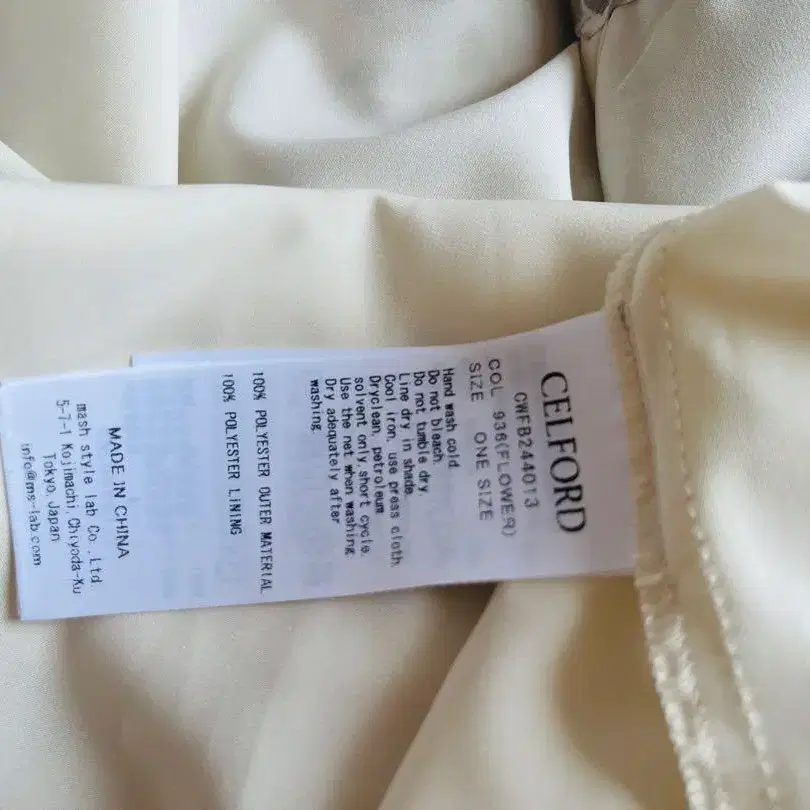 CELFORD
CWFB244013
COL 936(FLOWER)
SIZE ONE SIZE
Hand wash cold.
Do not bleach.
Do not tumble dry.
Line dry in shade.
Cool iron, use press cloth.
Dryclean, petroleum
solvent only,short cycle.
Use the net when washing.
Dry adequately after
washing.
100% POLYESTER OUTER MATERIAL
100% POLYESTER LINING
MADE IN CHINA
mash style lab Co.,Ltd.
5-7-1 Kojimachi, Chiyoda-Ku
Tokyo, Japan
info@ms-lab.com